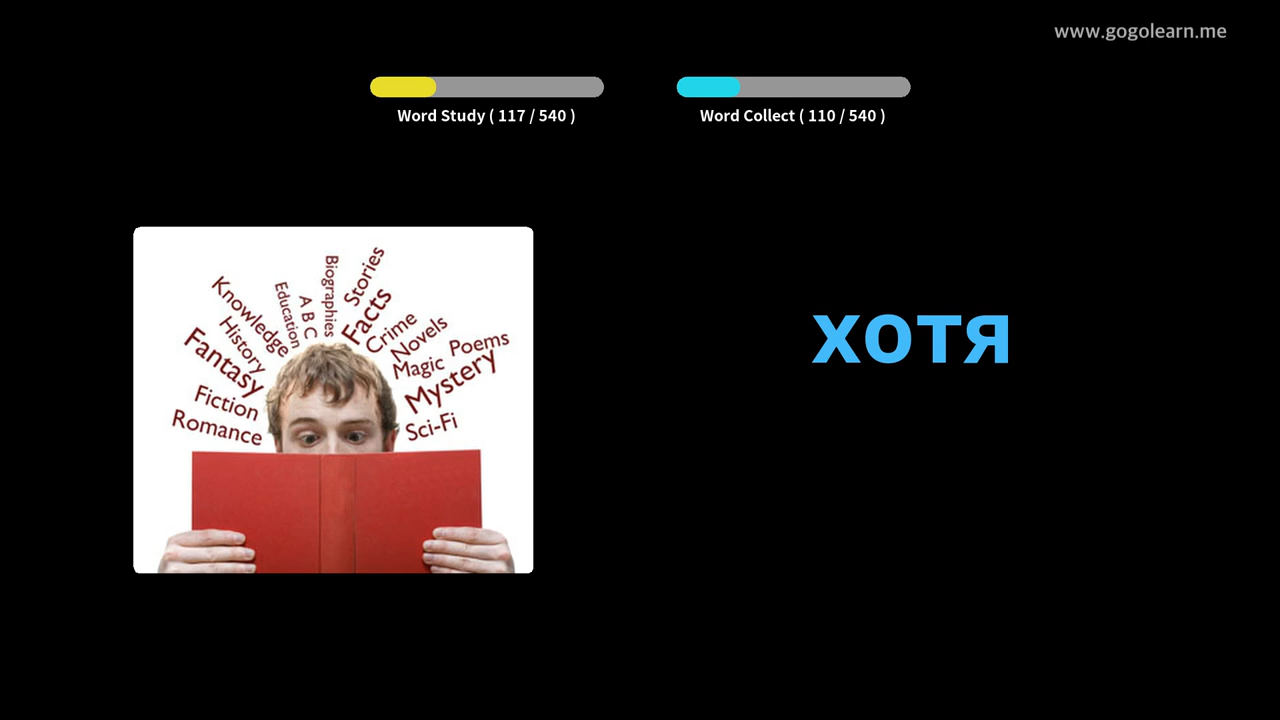 www.gogolearn.me
Word Study ( 117 / 540 )
Word Collect ( 110 / 540 )
Biographies
Stories
Education
A B C
Facts
Knowledge
Crime
History
Novels
Fantasy
Magic
Poems
Mystery
Fiction
Romance
Sci-Fi
хотя